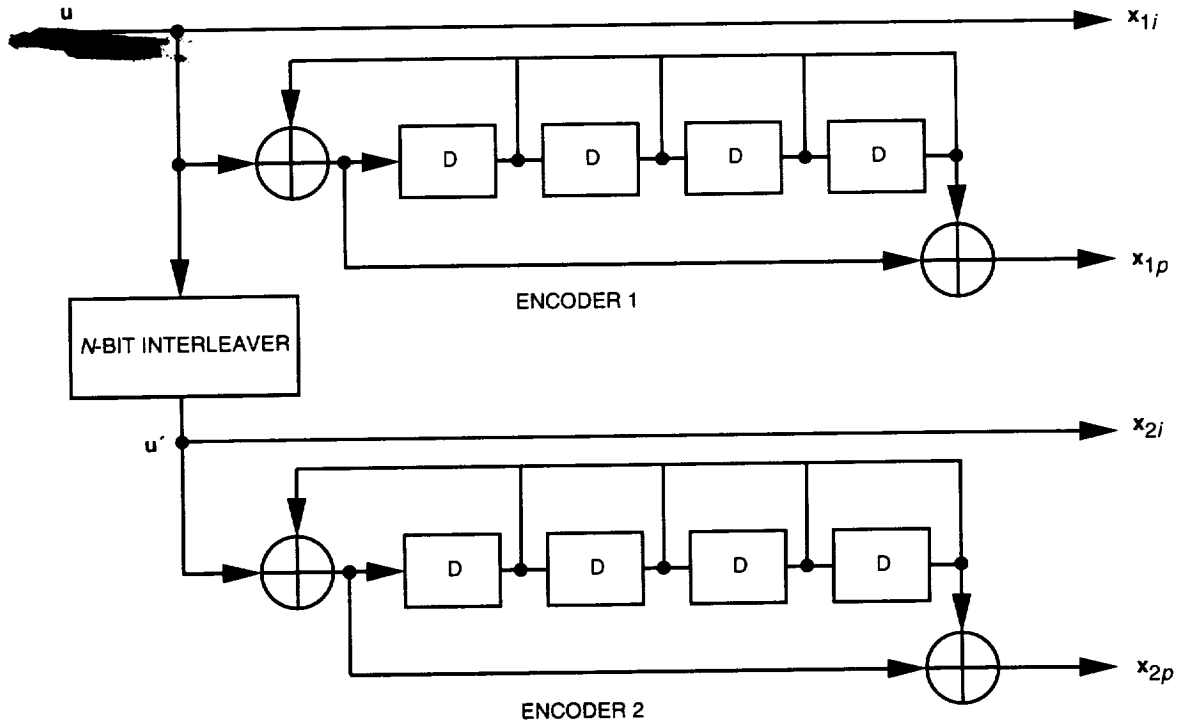 u
x1i
D D D D
x1p
ENCODER 1
N-BIT INTERLEAVER
u´
x2i
D D D D
x2p
ENCODER 2